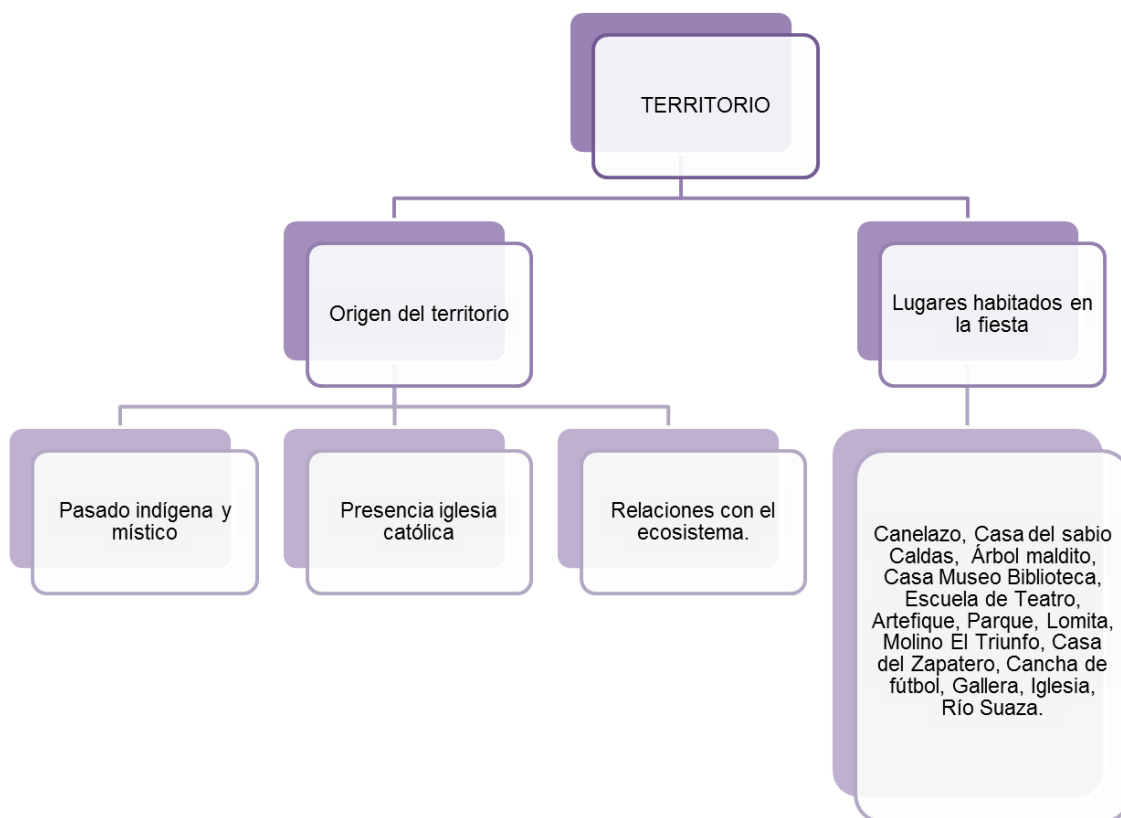 TERRITORIO
Origen del territorio
Lugares habitados en
la fiesta
Pasado indígena y
místico
Presencia iglesia
católica
Relaciones con el
ecosistema.
Canelazo, Casa del sabio
Caldas, Árbol maldito,
Casa Museo Biblioteca,
Escuela de Teatro,
Artefique, Parque, Lomita,
Molino El Triunfo, Casa
del Zapatero, Cancha de
fútbol, Gallera, Iglesia,
Río Suaza.